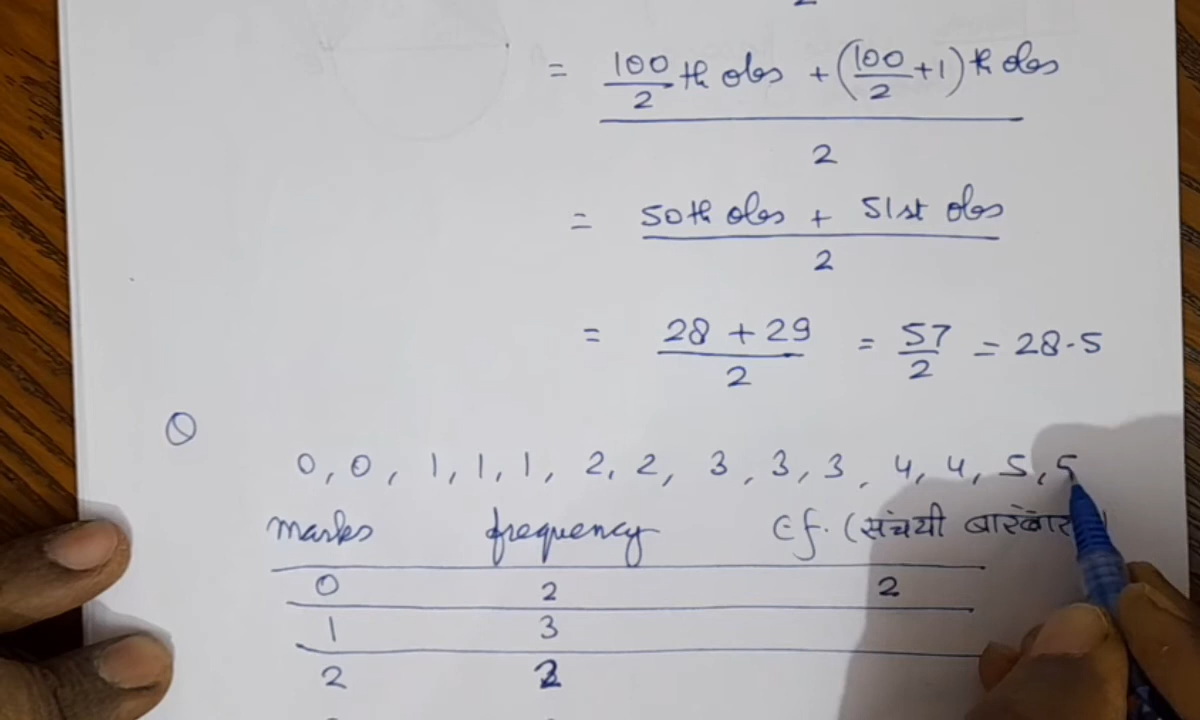 = 100/2 th obs + (100/2 + 1) th obs
2
= 50th obs + 51st obs
2
= 28 + 29 / 2 = 57/2 = 28.5
Q
0, 0, 1, 1, 1, 2, 2, 3, 3, 3, 4, 4, 5, 5
marks frequency cf. (संचयी
0 2 2
1 3
2 2